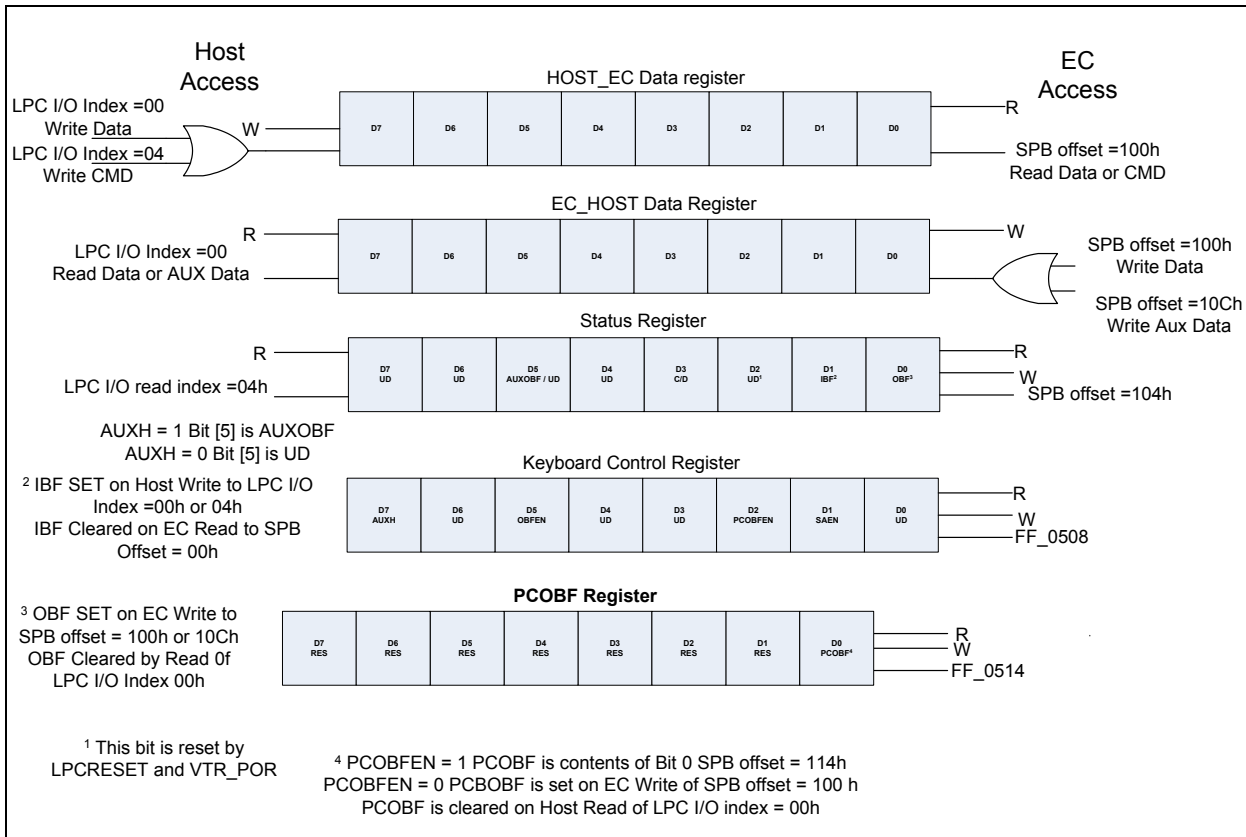 Host
Access
EC
Access
HOST_EC Data register
LPC I/O Index =00
Write Data
LPC I/O Index =04
Write CMD
W
D7 D6 D5 D4 D3 D2 D1 D0
R
SPB offset =100h
Read Data or CMD
EC_HOST Data Register
R
LPC I/O Index =00
Read Data or AUX Data
D7 D6 D5 D4 D3 D2 D1 D0
W
SPB offset =100h
Write Data
SPB offset =10Ch
Write Aux Data
Status Register
R
LPC I/O read index =04h
D7 D6 D5 D4 D3 D2 D1 D0
UD UD AUXOBF / UD UD C/D UD¹ IBF² OBF³
R
W
SPB offset =104h
AUXH = 1 Bit [5] is AUXOBF
AUXH = 0 Bit [5] is UD
Keyboard Control Register
² IBF SET on Host Write to LPC I/O
Index =00h or 04h
IBF Cleared on EC Read to SPB
Offset = 00h
D7 D6 D5 D4 D3 D2 D1 D0
AUXH UD OBFEN UD UD PCOBFEN SAEN UD
R
W
FF_0508
PCOBF Register
³ OBF SET on EC Write to
SPB offset = 100h or 10Ch
OBF Cleared by Read 0f
LPC I/O Index 00h
D7 D6 D5 D4 D3 D2 D1 D0
RES RES RES RES RES RES RES PCOBF⁴
R
W
FF_0514
¹ This bit is reset by
LPCRESET and VTR_POR
⁴ PCOBFEN = 1 PCOBF is contents of Bit 0 SPB offset = 114h
PCOBFEN = 0 PCBOBF is set on EC Write of SPB offset = 100 h
PCOBF is cleared on Host Read of LPC I/O index = 00h